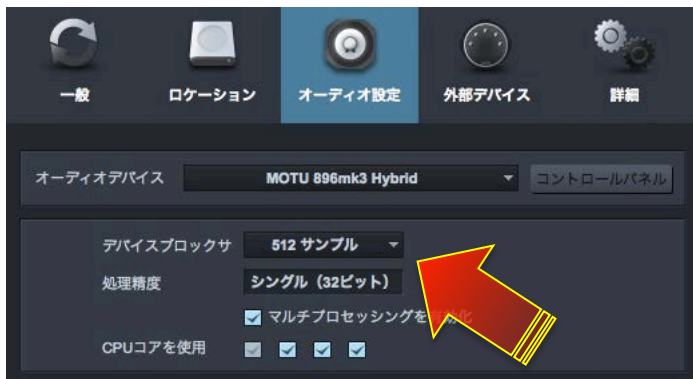 一般 ロケーション オーディオ設定 外部デバイス 詳細
オーディオデバイス MOTU 896mk3 Hybrid コントロールパネル
デバイスブロックサ 512 サンプル
処理精度 シングル（32ビット）
マルチプロセッシングを有効化
CPUコアを使用